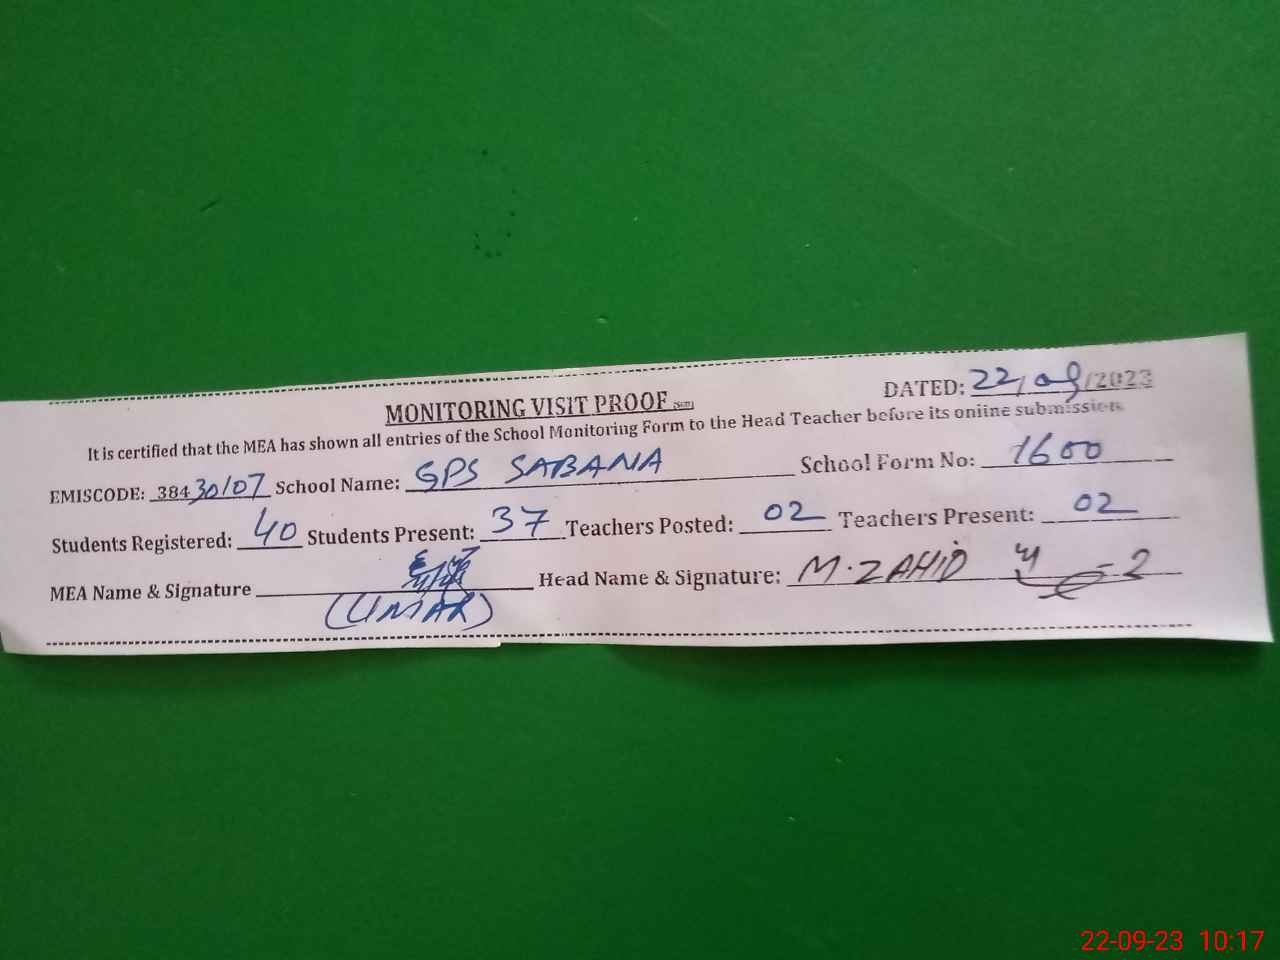 DATED: 22/09/2023
MONITORING VISIT PROOF
It is certified that the MEA has shown all entries of the School Monitoring Form to the Head Teacher before its online submission.
EMISCODE: 38430107 School Name: GPS SABANA School Form No: 1600
Students Registered: 40 Students Present: 37 Teachers Posted: 02 Teachers Present: 02
MEA Name & Signature Head Name & Signature: M.ZAHID
(UMAR)
22-09-23 10:17